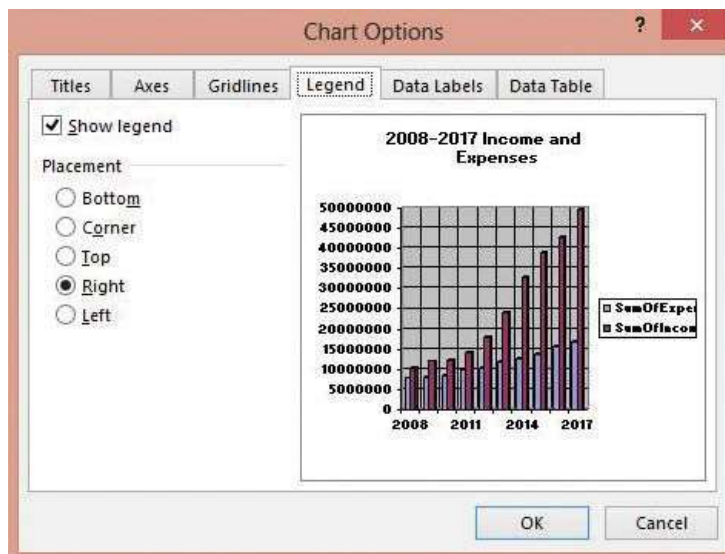 Chart Options
?
Titles Axes Gridlines Legend Data Labels Data Table
Show legend
Placement
Bottom
Corner
Top
Right
Left
2008-2017 Income and
Expenses
50000000
45000000
40000000
35000000
30000000
25000000
20000000
15000000
10000000
5000000
0
2008 2011 2014 2017
SumOfExpe
SumOfIncom
OK Cancel